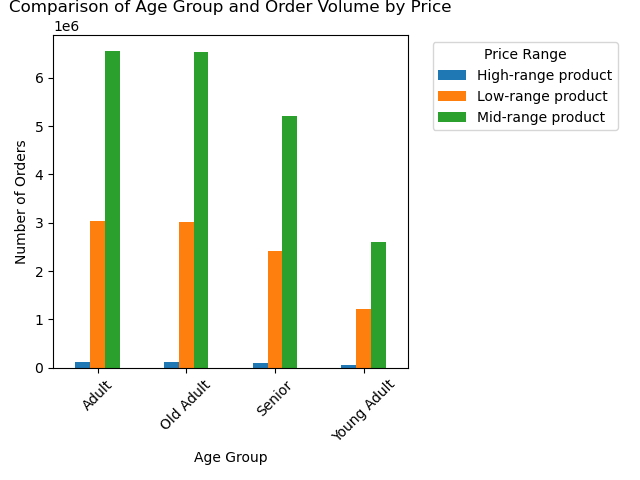 Comparison of Age Group and Order Volume by Price
1e6
6
5
4
3
2
1
0
Number of Orders
Adult
Old Adult
Senior
Young Adult
Age Group
Price Range
High-range product
Low-range product
Mid-range product